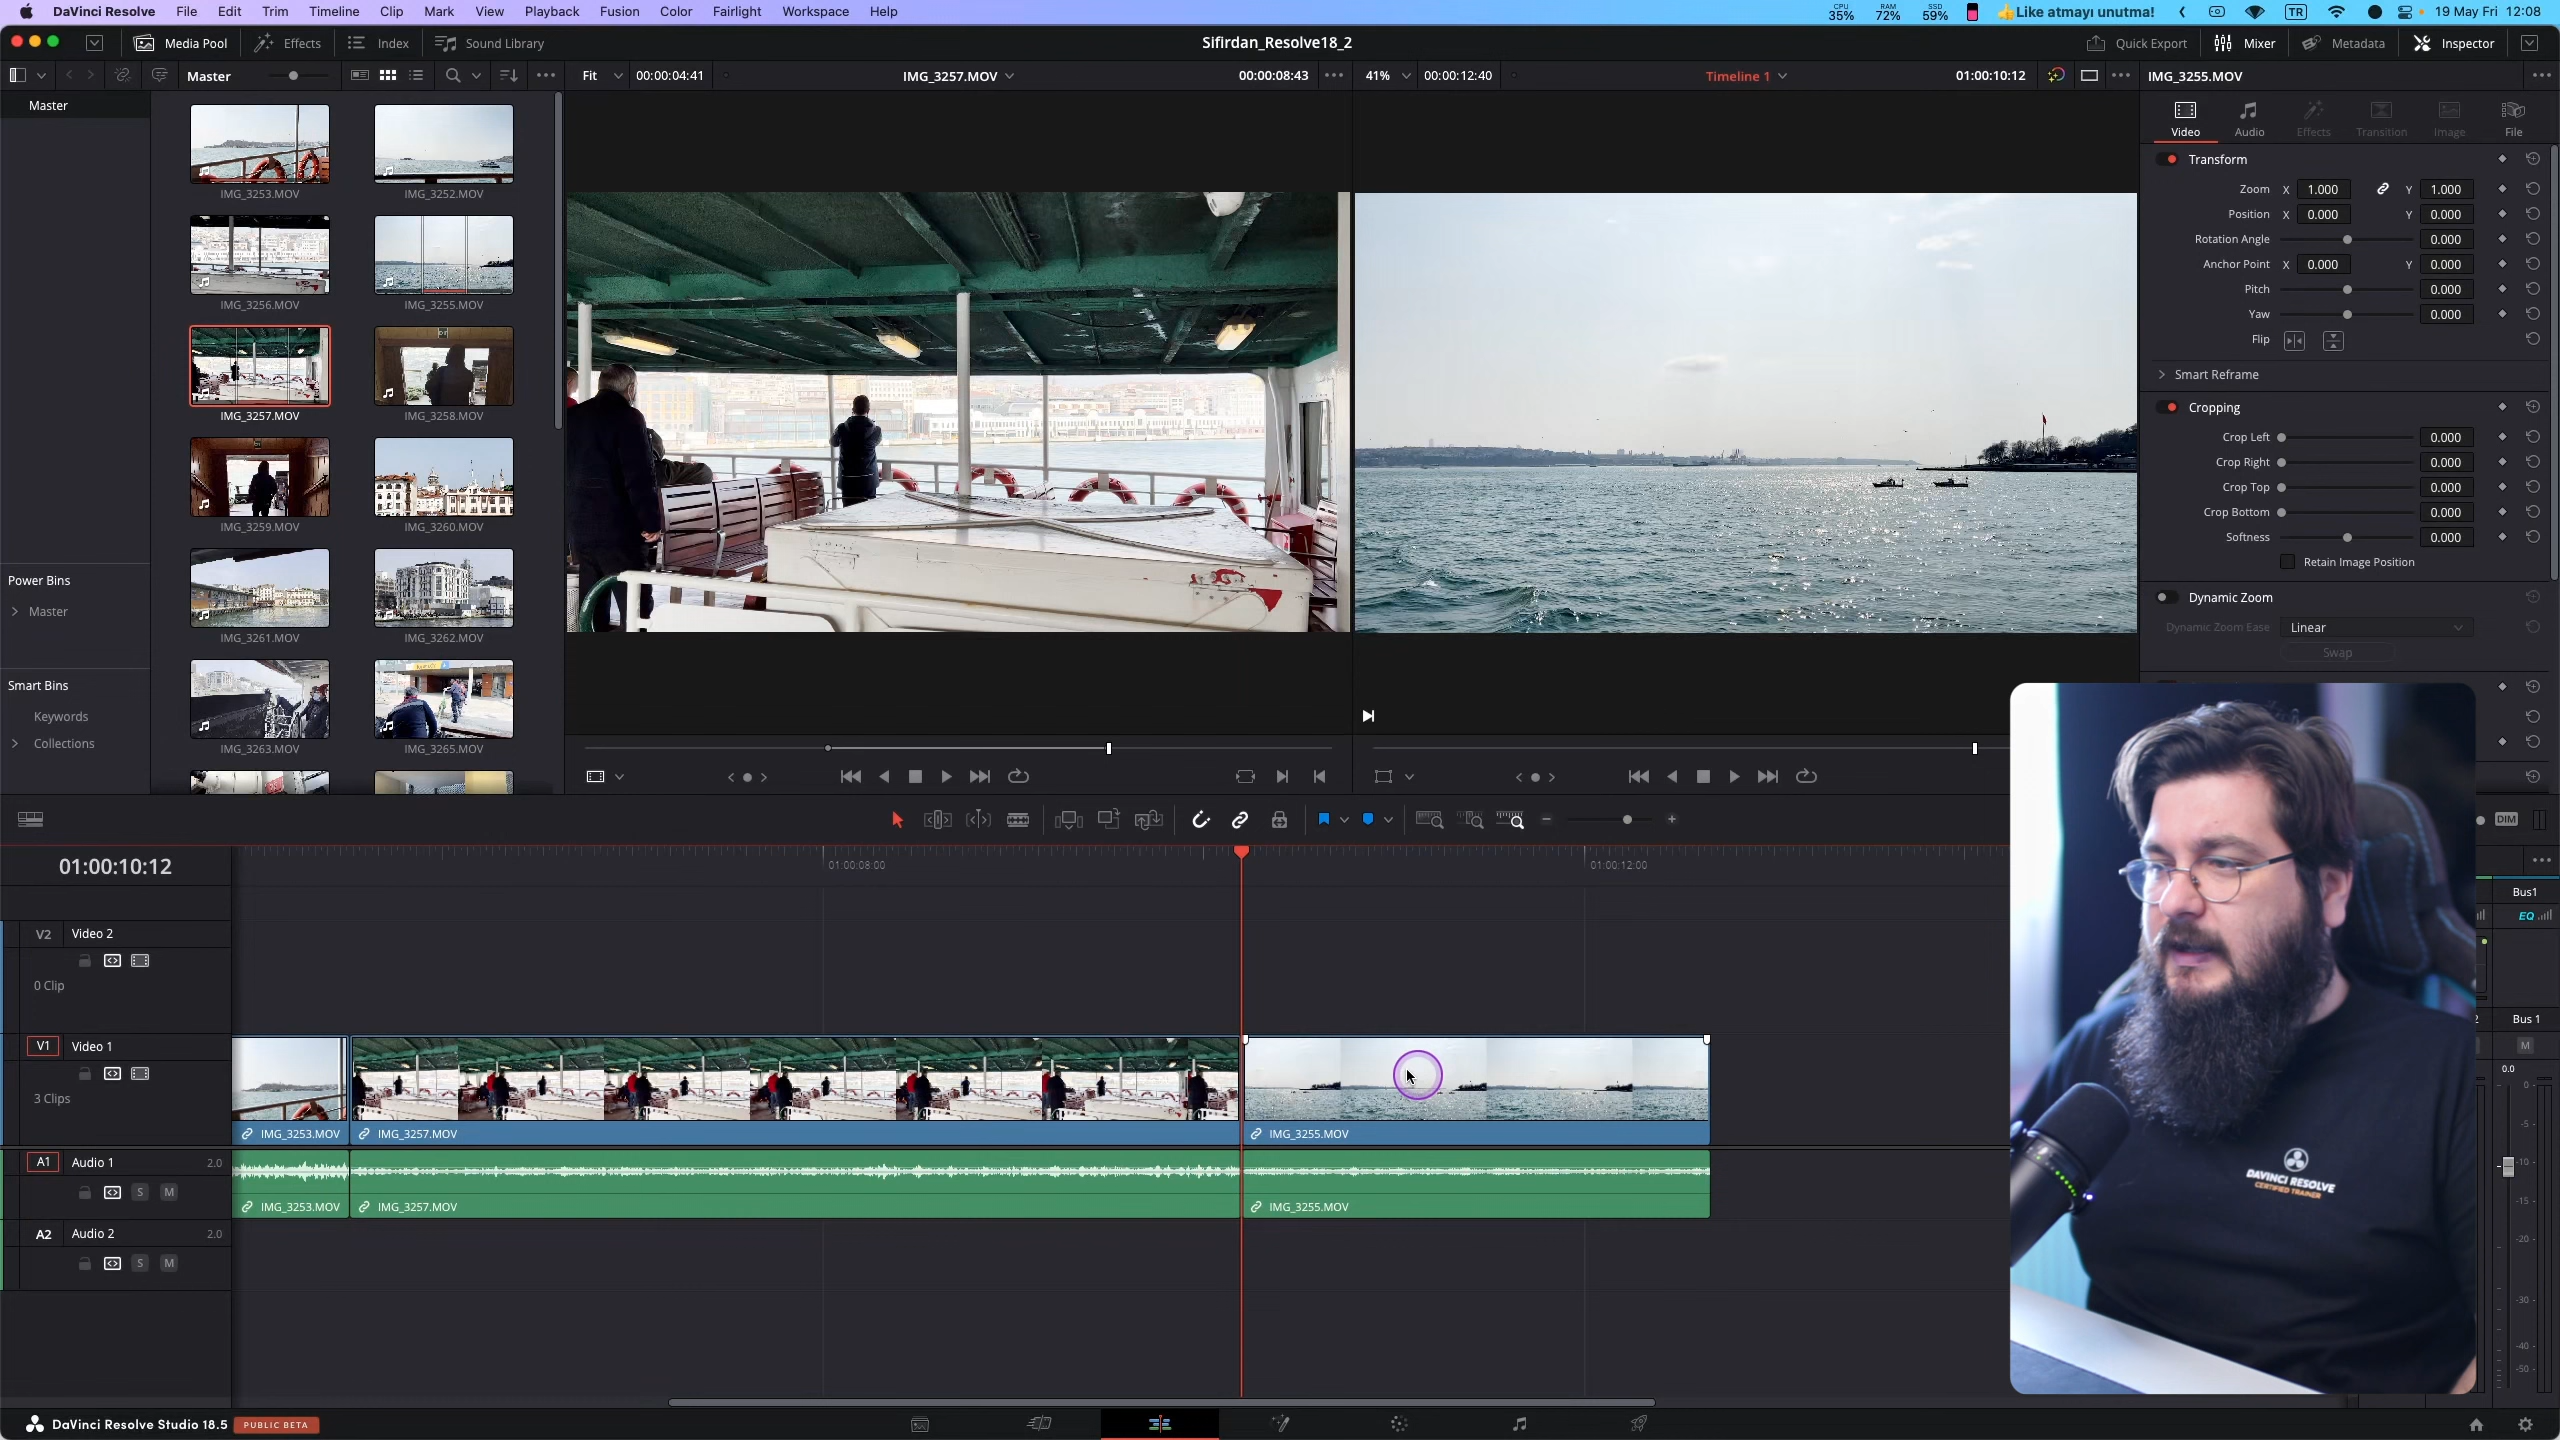 DaVinci Resolve File Edit Trim Timeline Clip Mark View Playback Fusion Color Fairlight Workspace Help CPU 35% RAM 72% SSD 59% 👍Like atmayı unutma! TR 19 May Fri 12:08
Media Pool Effects Index Sound Library Sifirdan_Resolve18_2 Quick Export Mixer Metadata Inspector
Master Fit 00:00:04:41 IMG_3257.MOV 00:00:08:43 41% 00:00:12:40 Timeline 1 01:00:10:12 IMG_3255.MOV
Master
Video Audio Effects Transition Image File
Transform
IMG_3253.MOV IMG_3252.MOV
Zoom X 1.000 Y 1.000
Position X 0.000 Y 0.000
Rotation Angle 0.000
Anchor Point X 0.000 Y 0.000
Pitch 0.000
IMG_3256.MOV IMG_3255.MOV
Yaw 0.000
Flip
Smart Reframe
IMG_3257.MOV IMG_3258.MOV
Cropping
Crop Left 0.000
Crop Right 0.000
Crop Top 0.000
Crop Bottom 0.000
IMG_3259.MOV IMG_3260.MOV
Softness 0.000
Retain Image Position
Power Bins
Dynamic Zoom
Master
Dynamic Zoom Ease Linear
IMG_3261.MOV IMG_3262.MOV
Swap
Smart Bins
Keywords
Collections
IMG_3263.MOV IMG_3265.MOV
DIM
01:00:10:12 01:00:08:00 01:00:12:00
Bus1
EQ
V2 Video 2
0 Clip
Bus 1
V1 Video 1
M
3 Clips
0.0
0
-5
-10
-15
-20
-30
-40
-50
IMG_3253.MOV IMG_3257.MOV IMG_3255.MOV
A1 Audio 1 2.0
S M
IMG_3253.MOV IMG_3257.MOV IMG_3255.MOV
A2 Audio 2 2.0
S M
DAVINCI RESOLVE
CERTIFIED TRAINER
DaVinci Resolve Studio 18.5 PUBLIC BETA